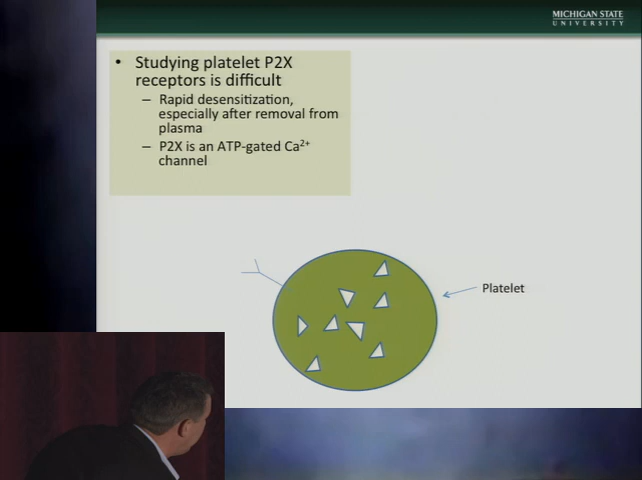 MICHIGAN STATE
UNIVERSITY
• Studying platelet P2X
receptors is difficult
– Rapid desensitization,
especially after removal from
plasma
– P2X is an ATP-gated Ca²⁺
channel
Platelet